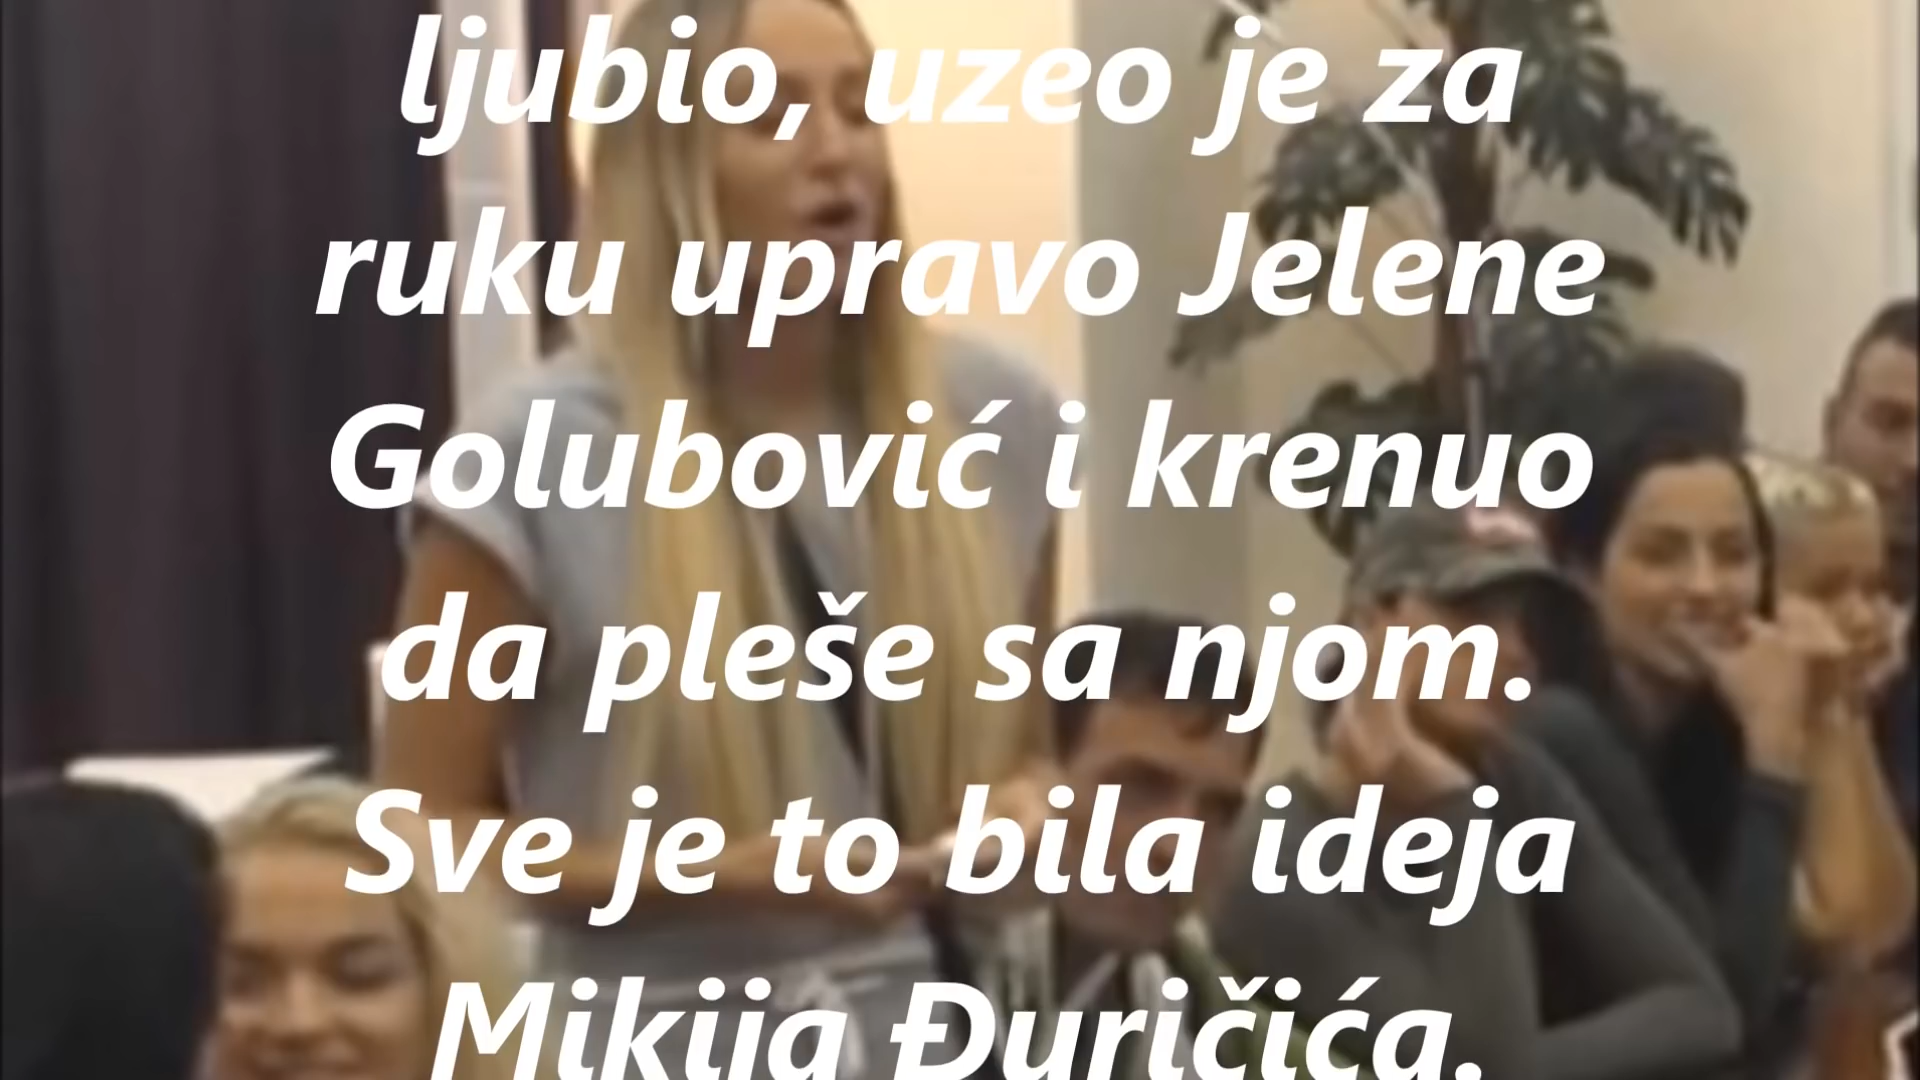 ljubio, uzeo je za
ruku upravo Jelene
Golubović i krenuo
da pleše sa njom.
Sve je to bila ideja
Mikija Đuričića.